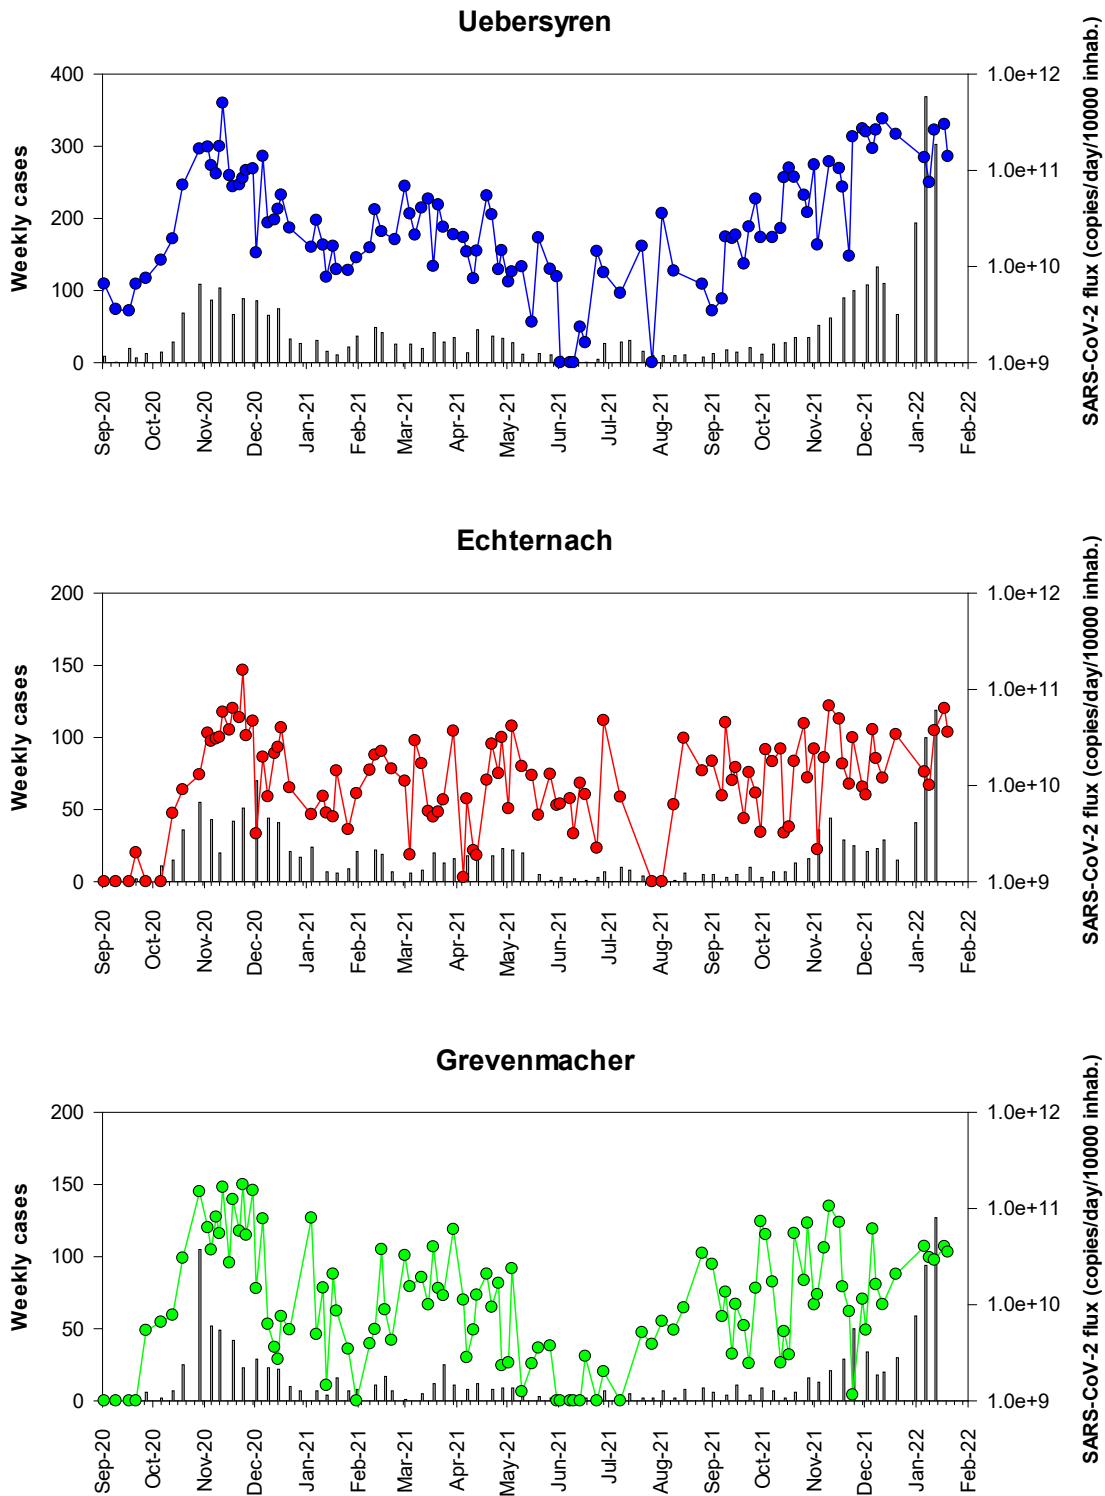 Uebersyren
Weekly cases
400
300
200
100
0
1.0e+12
1.0e+11
1.0e+10
1.0e+9
SARS-CoV-2 flux (copies/day/10000 inhab.)
Sep-20
Oct-20
Nov-20
Dec-20
Jan-21
Feb-21
Mar-21
Apr-21
May-21
Jun-21
Jul-21
Aug-21
Sep-21
Oct-21
Nov-21
Dec-21
Jan-22
Feb-22
Echternach
Weekly cases
200
150
100
50
0
1.0e+12
1.0e+11
1.0e+10
1.0e+9
SARS-CoV-2 flux (copies/day/10000 inhab.)
Sep-20
Oct-20
Nov-20
Dec-20
Jan-21
Feb-21
Mar-21
Apr-21
May-21
Jun-21
Jul-21
Aug-21
Sep-21
Oct-21
Nov-21
Dec-21
Jan-22
Feb-22
Grevenmacher
Weekly cases
200
150
100
50
0
1.0e+12
1.0e+11
1.0e+10
1.0e+9
SARS-CoV-2 flux (copies/day/10000 inhab.)
Sep-20
Oct-20
Nov-20
Dec-20
Jan-21
Feb-21
Mar-21
Apr-21
May-21
Jun-21
Jul-21
Aug-21
Sep-21
Oct-21
Nov-21
Dec-21
Jan-22
Feb-22